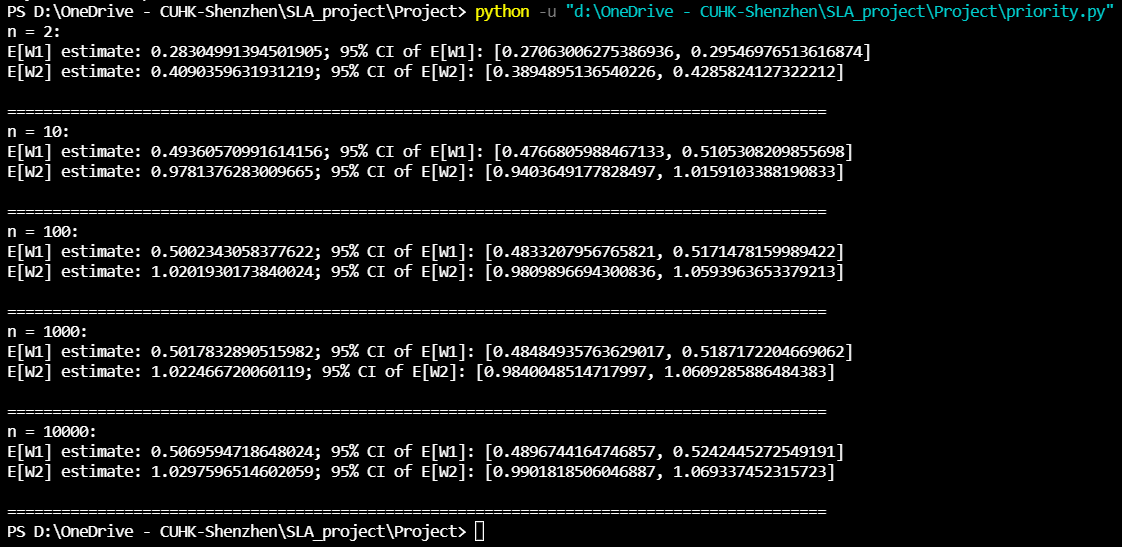 PS D:\OneDrive - CUHK-Shenzhen\SLA_project\Project> python -u "d:\OneDrive - CUHK-Shenzhen\SLA_project\Project\priority.py"
n = 2:
E[W1] estimate: 0.28304991394501905; 95% CI of E[W1]: [0.27063006275386936, 0.29546976513616874]
E[W2] estimate: 0.4090359631931219; 95% CI of E[W2]: [0.3894895136540226, 0.4285824127322212]
===========================================================================================
n = 10:
E[W1] estimate: 0.49360570991614156; 95% CI of E[W1]: [0.4766805988467133, 0.5105308209855698]
E[W2] estimate: 0.9781376283009665; 95% CI of E[W2]: [0.9403649177828497, 1.0159103388190833]
===========================================================================================
n = 100:
E[W1] estimate: 0.5002343058377622; 95% CI of E[W1]: [0.4833207956765821, 0.5171478159989422]
E[W2] estimate: 1.0201930173840024; 95% CI of E[W2]: [0.9809896694300836, 1.0593963653379213]
===========================================================================================
n = 1000:
E[W1] estimate: 0.5017832890515982; 95% CI of E[W1]: [0.48484935763629017, 0.5187172204669062]
E[W2] estimate: 1.022466720060119; 95% CI of E[W2]: [0.9840048514717997, 1.0609285886484383]
===========================================================================================
n = 10000:
E[W1] estimate: 0.5069594718648024; 95% CI of E[W1]: [0.4896744164746857, 0.5242445272549191]
E[W2] estimate: 1.0297596514602059; 95% CI of E[W2]: [0.9901818506046887, 1.069337452315723]
===========================================================================================
PS D:\OneDrive - CUHK-Shenzhen\SLA_project\Project>